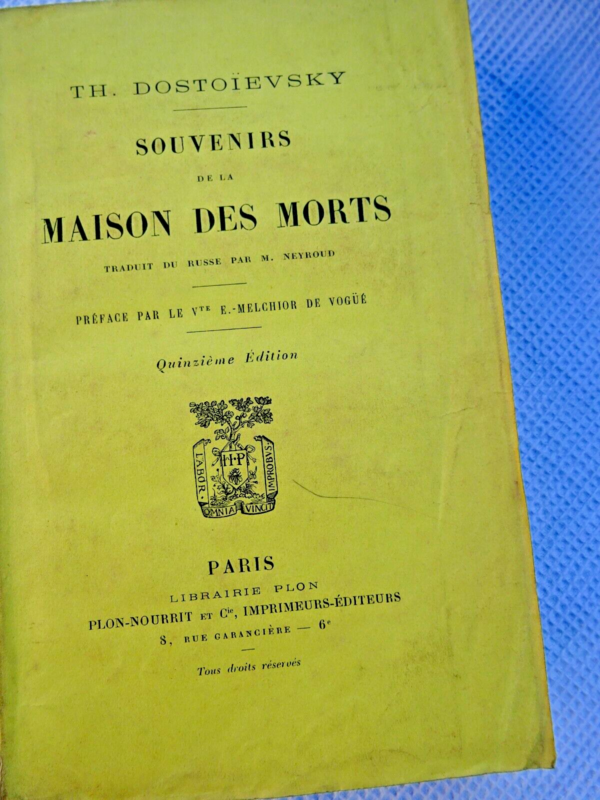 TH. DOSTOÏEVSKY
SOUVENIRS
DE LA
MAISON DES MORTS
TRADUIT DU RUSSE PAR M. NEYROUD
PRÉFACE PAR LE Vᵀᴱ E.-MELCHIOR DE VOGÜÉ
Quinzième Édition
H·P
LABOR
OMNIA VINCIT
IMPROBVS
PARIS
LIBRAIRIE PLON
PLON-NOURRIT ET Cⁱᵉ, IMPRIMEURS-ÉDITEURS
8, RUE GARANCIÈRE — 6ᵉ
Tous droits réservés